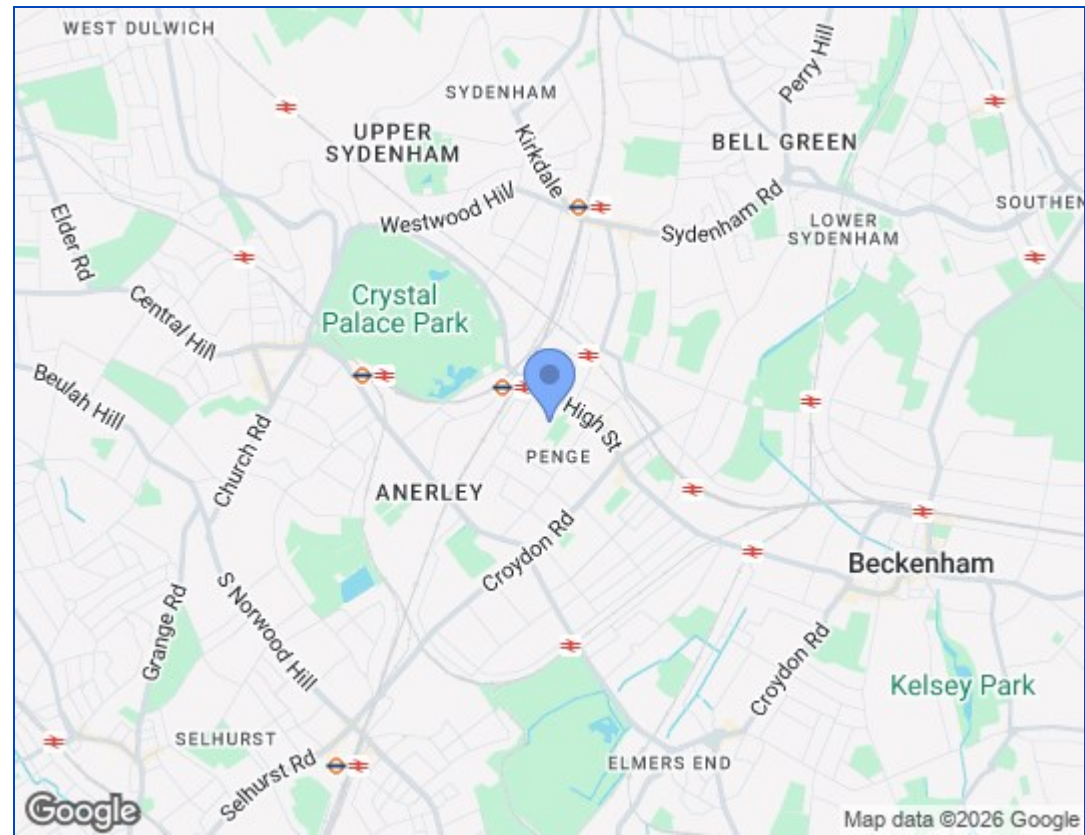 WEST DULWICH
Perry Hill
SYDENHAM
UPPER
SYDENHAM
Kirkdale
BELL GREEN
Westwood Hill
Sydenham Rd
LOWER
SYDENHAM
SOUTHEN
Elder Rd
Central Hill
Crystal
Palace Park
Beulah Hill
Church Rd
High St
PENGE
ANERLEY
Croydon Rd
Beckenham
S Norwood Hill
Grange Rd
Croydon Rd
Kelsey Park
SELHURST
Selhurst Rd
ELMERS END
Google
Map data ©2026 Google